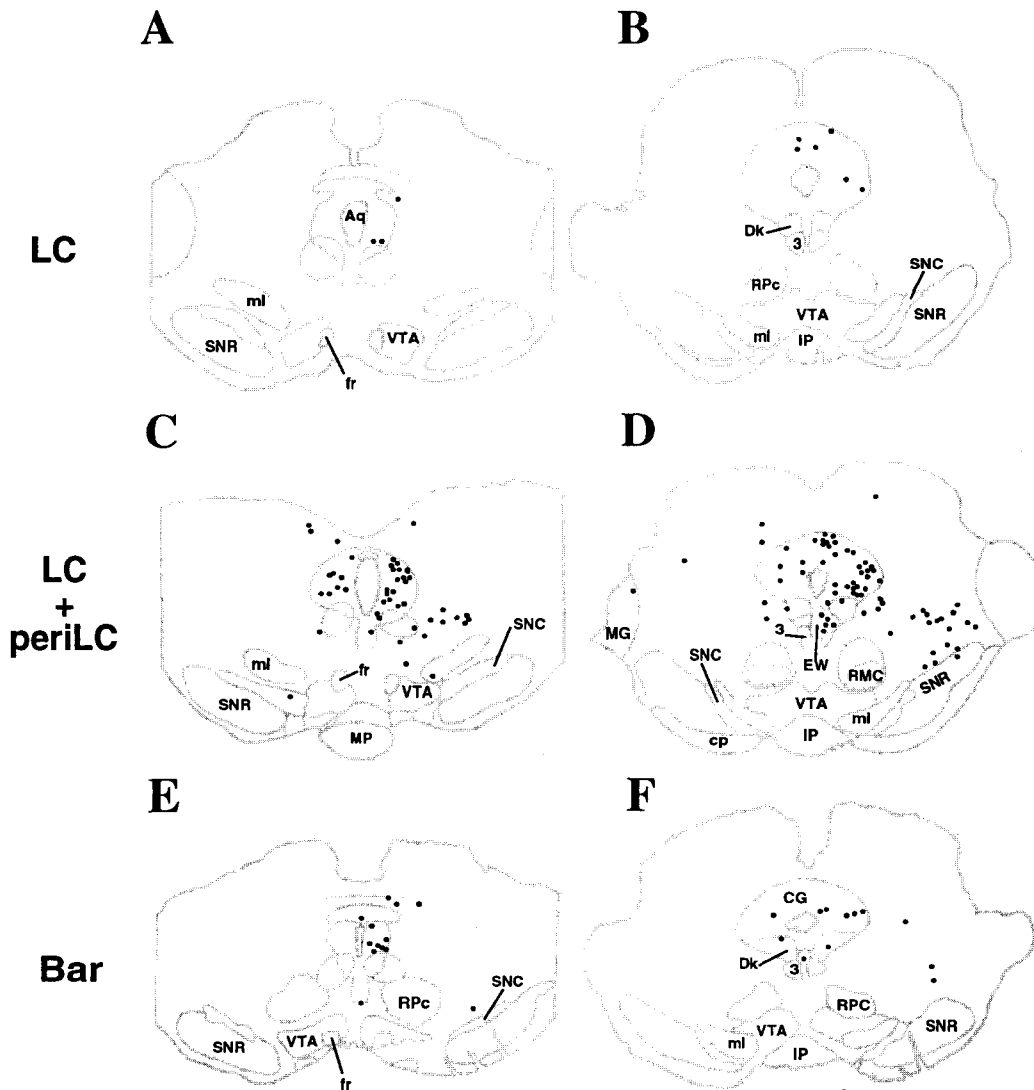 A
B
LC
Aq
ml
SNR
VTA
fr
Dk
3
RPc
SNC
SNR
VTA
ml
IP
C
D
LC
+
periLC
SNC
ml
fr
VTA
SNR
MP
MG
3
EW
SNC
RMC
SNR
VTA
ml
cp
IP
E
F
Bar
SNC
RPc
SNR
VTA
fr
CG
Dk
3
RPC
VTA
SNR
ml
IP